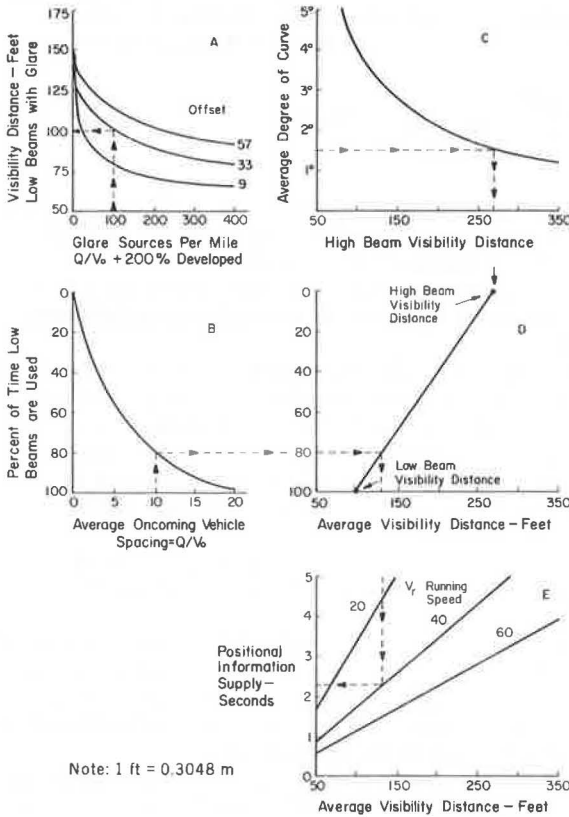 Visibility Distance – Feet
Low Beams with Glare
175
150
125
100
75
50
A
Offset
57
33
9
0
100
200
300
400
Glare Sources Per Mile
Q/Vo + 200% Developed
Average Degree of Curve
5°
4°
3°
2°
1°
C
50
150
250
350
High Beam Visibility Distance
Percent of Time Low
Beams are Used
0
20
40
60
80
100
B
0
5
10
15
20
Average Oncoming Vehicle
Spacing=Q/Vo
0
20
40
60
80
100
High Beam
Visibility
Distance
D
Low Beam
Visibility Distance
50
150
250
350
Average Visibility Distance – Feet
Positional
Information
Supply—
Seconds
5
4
3
2
1
0
20
Vr Running
Speed
40
60
E
50
150
250
350
Average Visibility Distance – Feet
Note: 1 ft = 0.3048 m